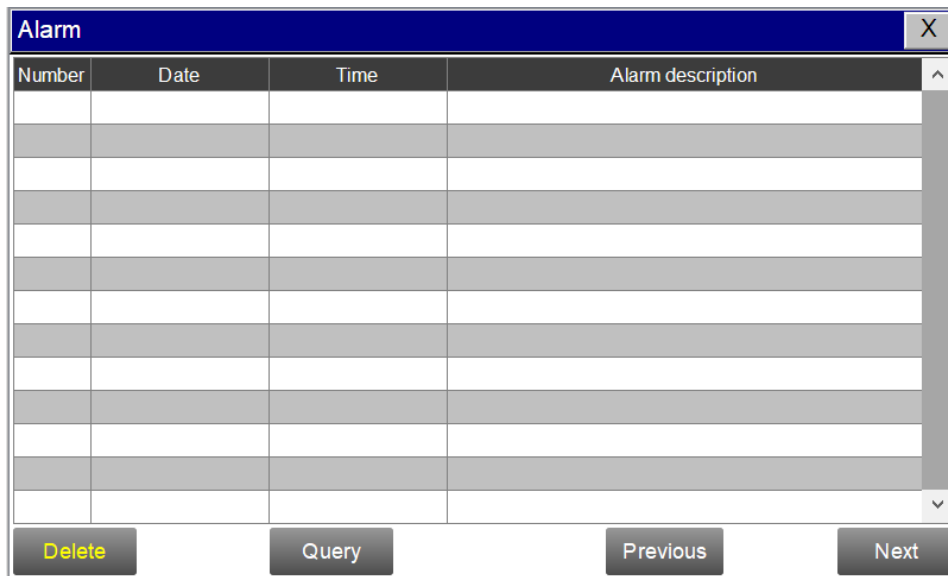 Alarm X
Number Date Time Alarm description
Delete Query Previous Next